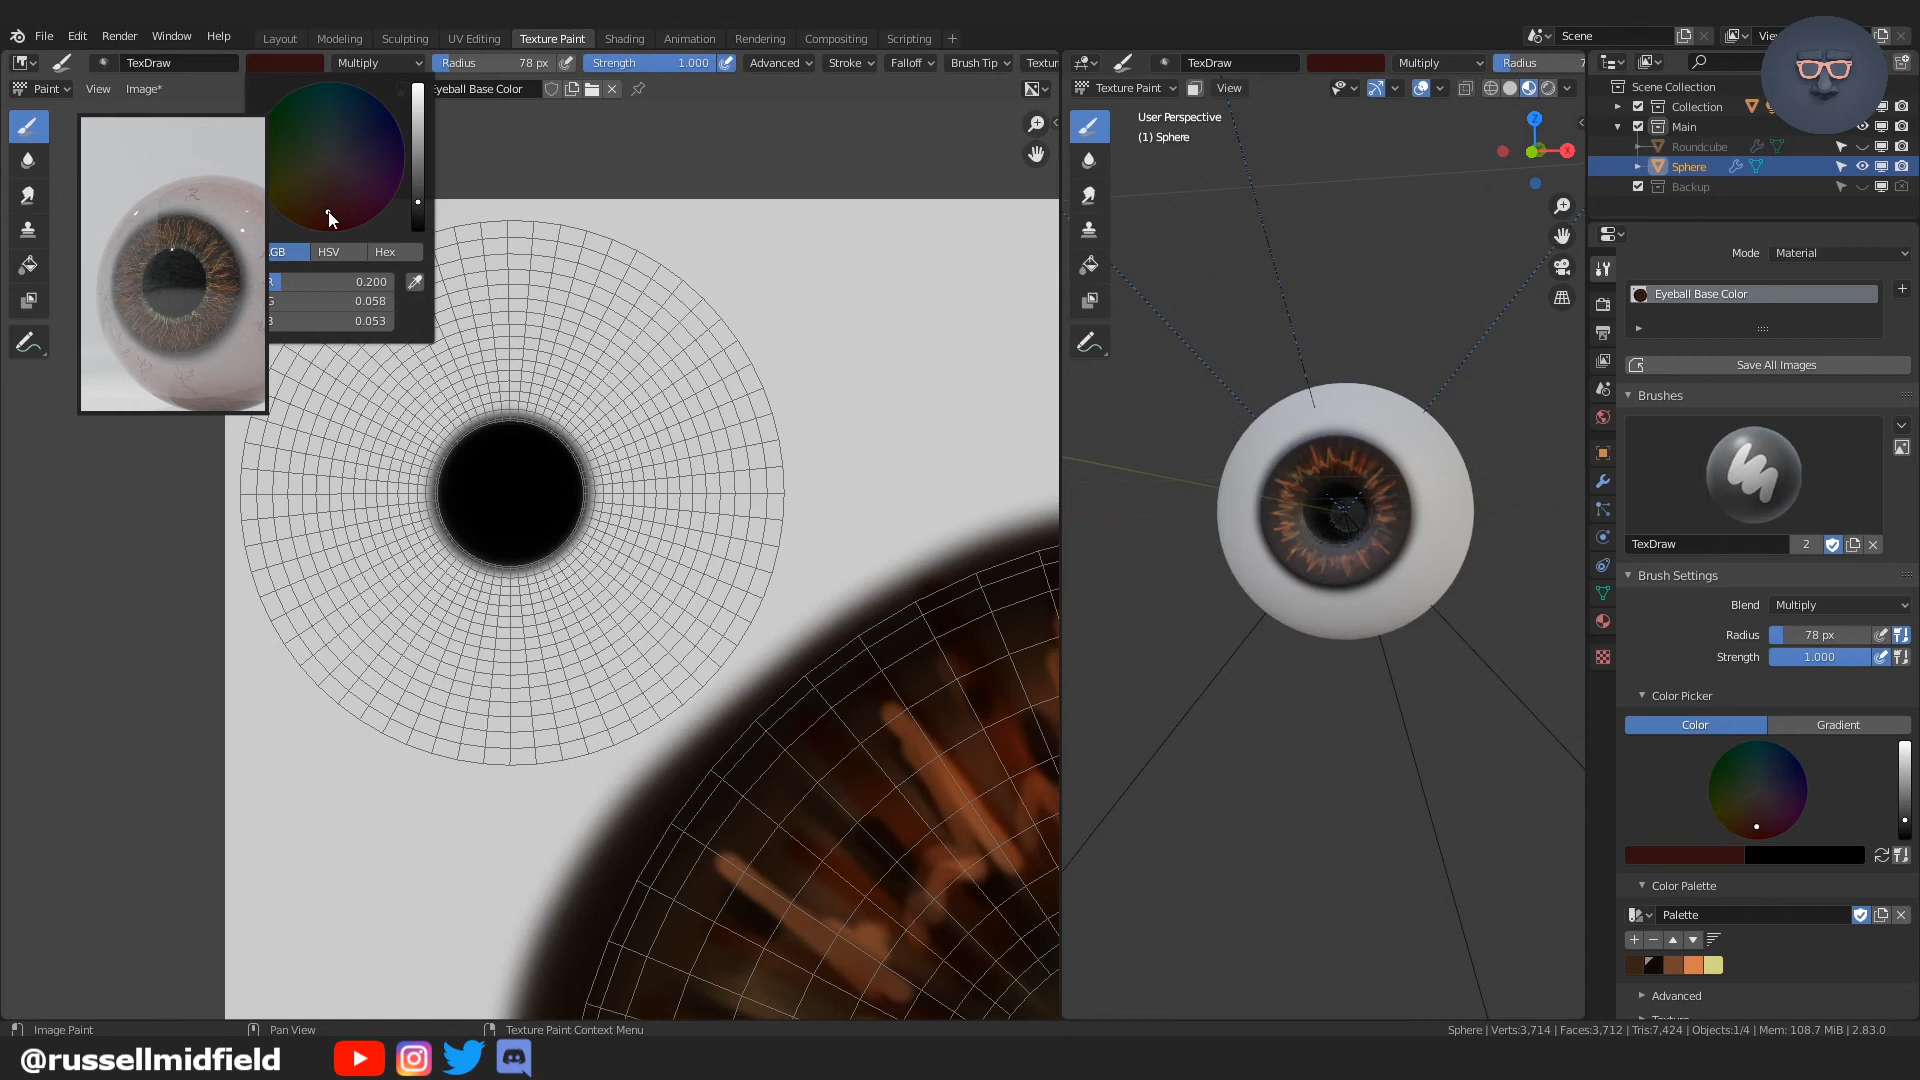 File Edit Render Window Help
Layout Modeling Sculpting UV Editing Texture Paint Shading Animation Rendering Compositing Scripting +
Scene
TexDraw Multiply Radius 78 px Strength 1.000 Advanced Stroke Falloff Brush Tip
TexDraw Multiply Radius
Paint View Image* Eyeball Base Color
Texture Paint View
User Perspective
(1) Sphere
HSV Hex
0.200
0.058
0.053
Scene Collection
Collection
Main
Roundcube
Sphere
Backup
Mode Material
Eyeball Base Color
Save All Images
Brushes
TexDraw 2
Brush Settings
Blend Multiply
Radius 78 px
Strength 1.000
Color Picker
Color Gradient
Color Palette
Palette
Advanced
Image Paint Pan View Texture Paint Context Menu
Sphere | Verts:3,714 | Faces:3,712 | Tris:7,424 | Objects:1/4 | Mem: 108.7 MiB | 2.83.0
@russellmidfield